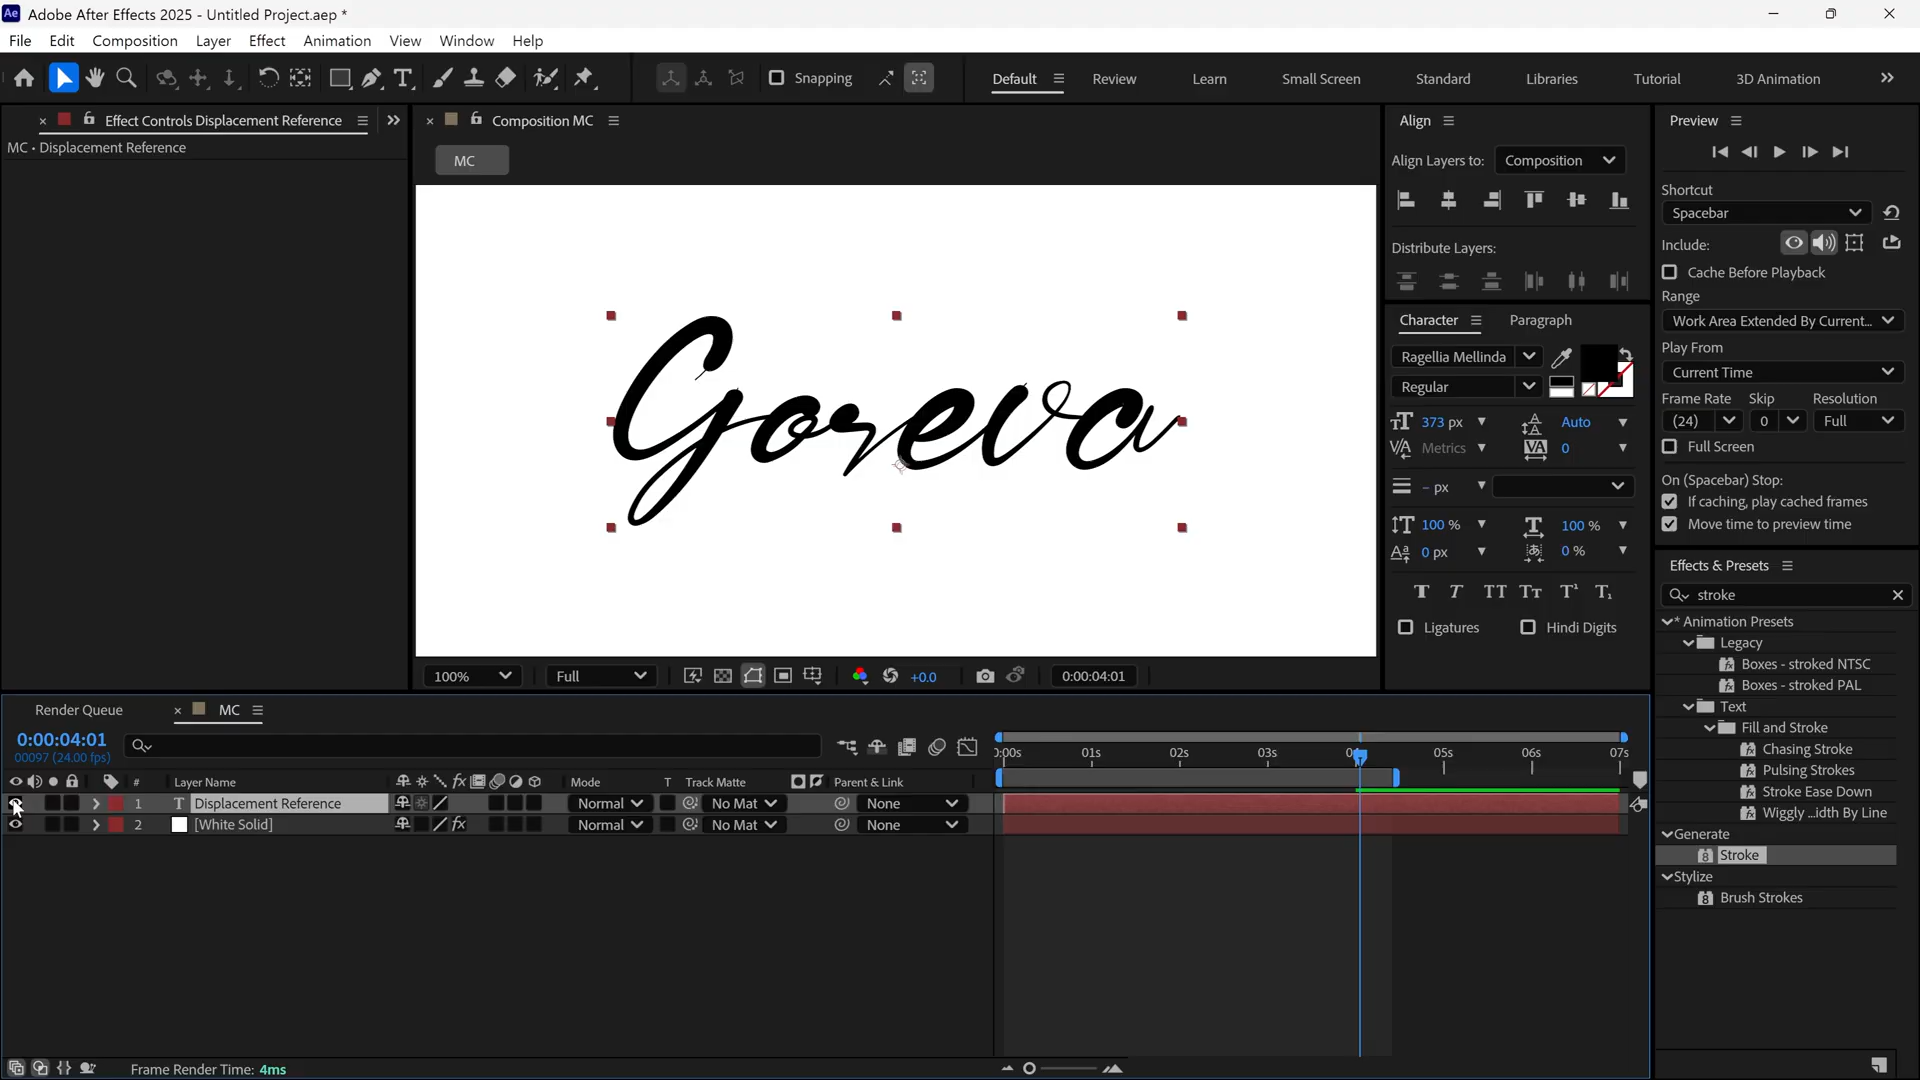 Ae Adobe After Effects 2025 - Untitled Project.aep *
File Edit Composition Layer Effect Animation View Window Help
Snapping Default Review Learn Small Screen Standard Libraries Tutorial 3D Animation
× Effect Controls Displacement Reference
MC • Displacement Reference
× Composition MC
MC
Goreva
100% Full +0.0 0:00:04:01
Align
Align Layers to: Composition
Distribute Layers:
Character Paragraph
Ragellia Mellinda
Regular
373 px Auto
Metrics 0
– px
100 % 100 %
0 px 0 %
T T TT Tт T¹ T₁
Ligatures Hindi Digits
Preview
Shortcut
Spacebar
Include:
Cache Before Playback
Range
Work Area Extended By Current...
Play From
Current Time
Frame Rate Skip Resolution
(24) 0 Full
Full Screen
On (Spacebar) Stop:
If caching, play cached frames
Move time to preview time
Effects & Presets
stroke
* Animation Presets
Legacy
Boxes - stroked NTSC
Boxes - stroked PAL
Text
Fill and Stroke
Chasing Stroke
Pulsing Strokes
Stroke Ease Down
Wiggly ...idth By Line
Generate
Stroke
Stylize
Brush Strokes
Render Queue × MC
0:00:04:01
00097 (24.00 fps)
# Layer Name Mode T Track Matte Parent & Link
1 T Displacement Reference Normal No Mat None
2 [White Solid] fx Normal No Mat None
01s 02s 03s 05s 06s 07s
Frame Render Time: 4ms